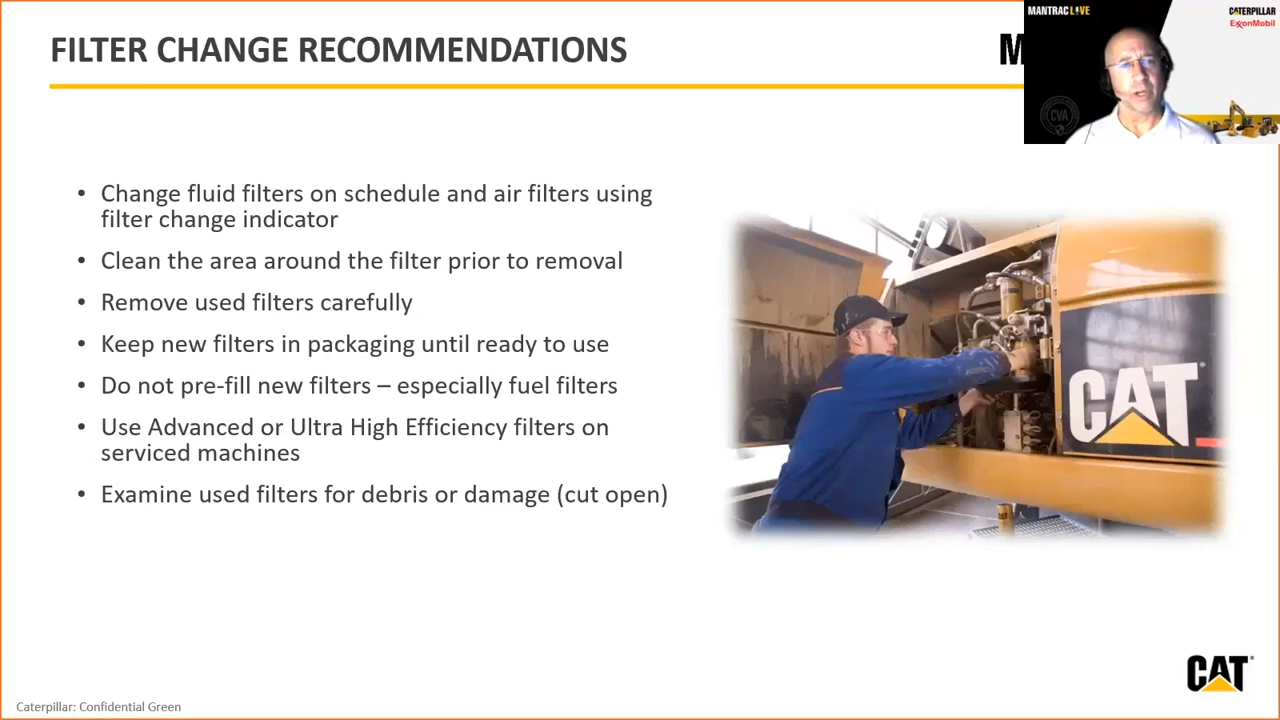 FILTER CHANGE RECOMMENDATIONS
M
MANTRAC LIVE
CATERPILLAR
ExxonMobil
CVA
• Change fluid filters on schedule and air filters using
filter change indicator
• Clean the area around the filter prior to removal
• Remove used filters carefully
• Keep new filters in packaging until ready to use
• Do not pre-fill new filters – especially fuel filters
• Use Advanced or Ultra High Efficiency filters on
serviced machines
• Examine used filters for debris or damage (cut open)
CAT
CAT
Caterpillar: Confidential Green